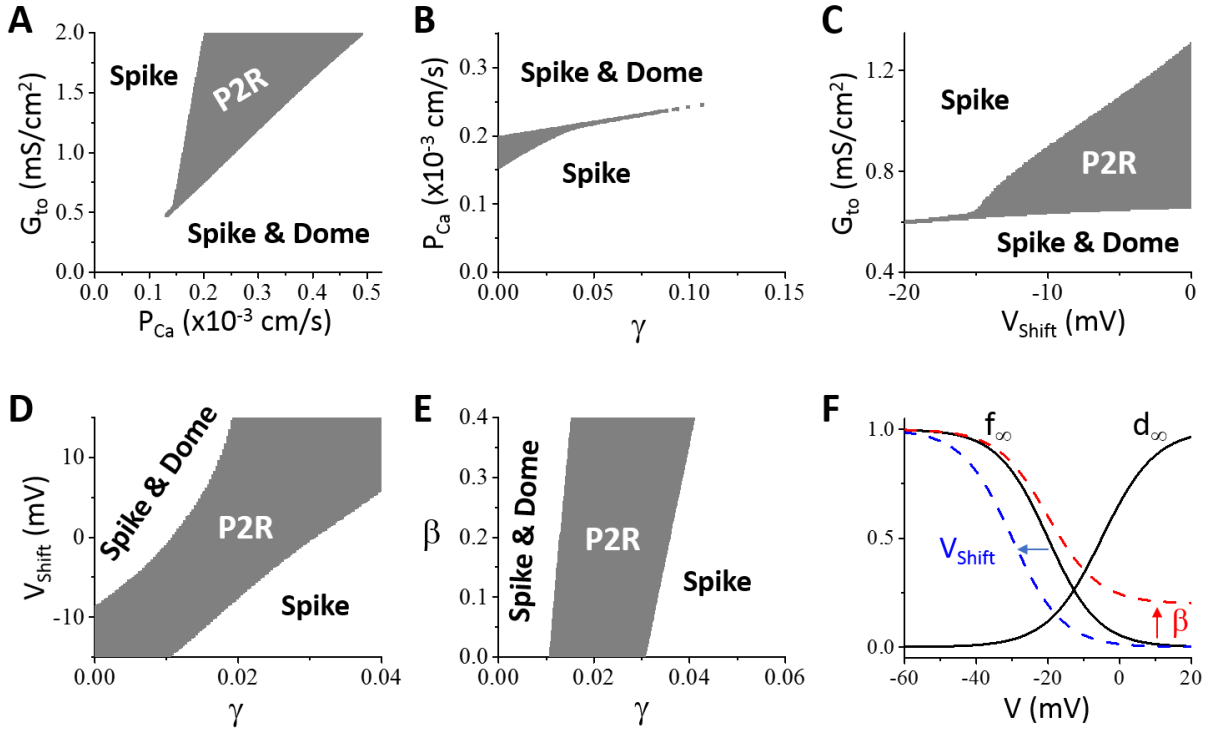 A
G_to (mS/cm²)
2.0
1.5
1.0
0.5
0.0
Spike
P2R
Spike & Dome
0.0 0.1 0.2 0.3 0.4 0.5
P_Ca (x10⁻³ cm/s)
B
P_Ca (x10⁻³ cm/s)
0.4
0.3
0.2
0.1
0.0
Spike & Dome
Spike
0.00 0.05 0.10 0.15
γ
C
G_to (mS/cm²)
1.2
0.8
0.4
Spike
P2R
Spike & Dome
-20 -10 0
V_Shift (mV)
D
V_Shift (mV)
10
0
-10
Spike & Dome
P2R
Spike
0.00 0.02 0.04
γ
E
β
0.4
0.3
0.2
0.1
0.0
Spike & Dome
P2R
Spike
0.00 0.02 0.04 0.06
γ
F
1.0
0.5
0.0
f_∞
d_∞
V_Shift
β
-60 -40 -20 0 20
V (mV)